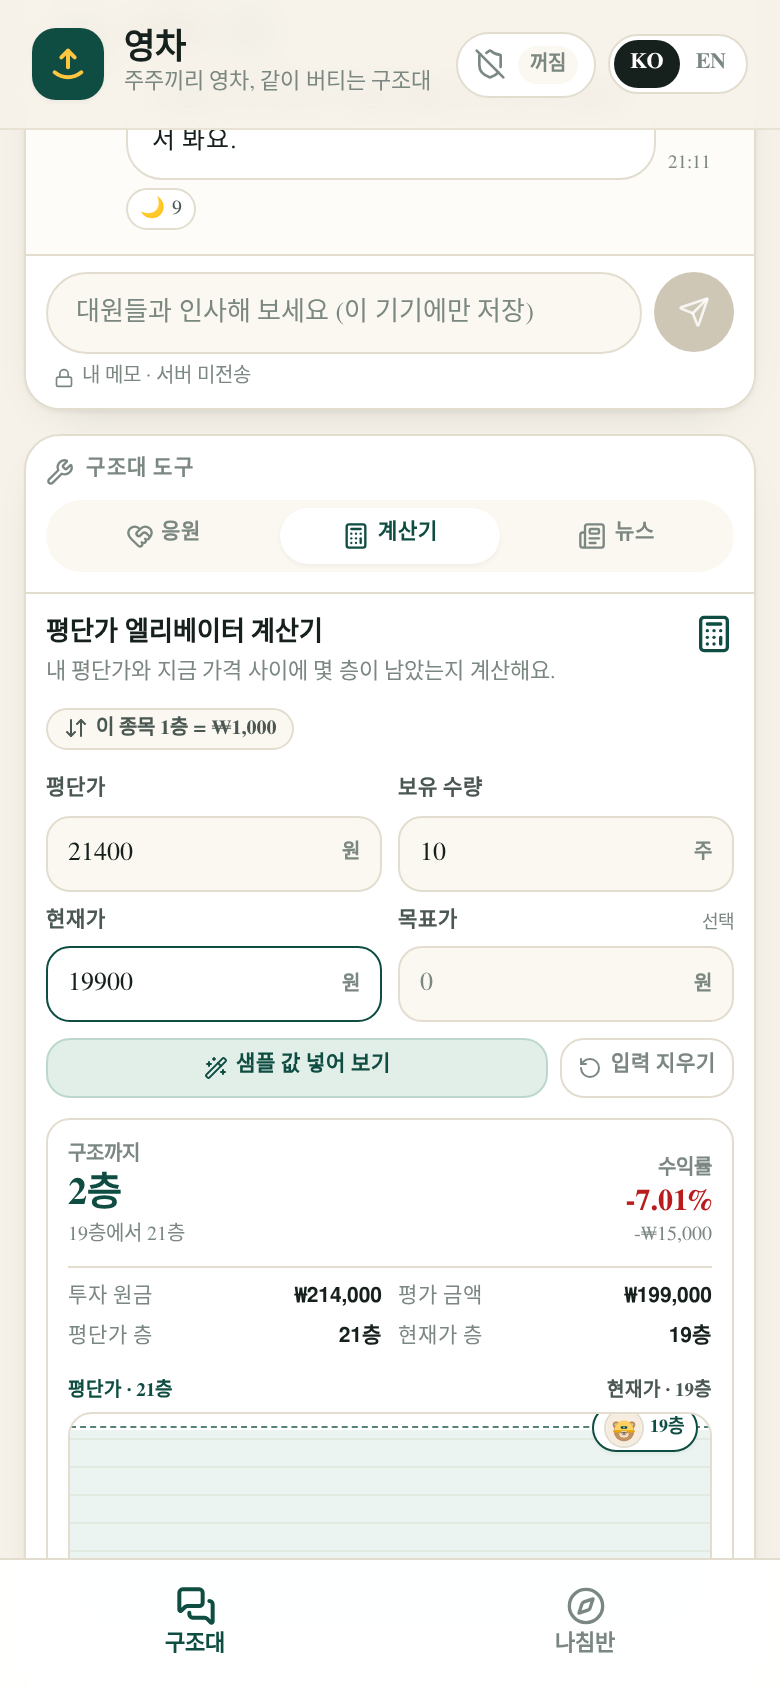 영차
주주끼리 영차, 같이 버티는 구조대
꺼짐
KO
EN
서 봐요.
21:11
🌙 9
대원들과 인사해 보세요 (이 기기에만 저장)
내 메모 · 서버 미전송
구조대 도구
응원
계산기
뉴스
평단가 엘리베이터 계산기
내 평단가와 지금 가격 사이에 몇 층이 남았는지 계산해요.
이 종목 1층 = ₩1,000
평단가
보유 수량
21400 원
10 주
현재가
목표가 선택
19900 원
0 원
샘플 값 넣어 보기
입력 지우기
구조까지
2층
19층에서 21층
수익률
-7.01%
-₩15,000
투자 원금 ₩214,000
평가 금액 ₩199,000
평단가 층 21층
현재가 층 19층
평단가 · 21층
현재가 · 19층
19층
구조대
나침반